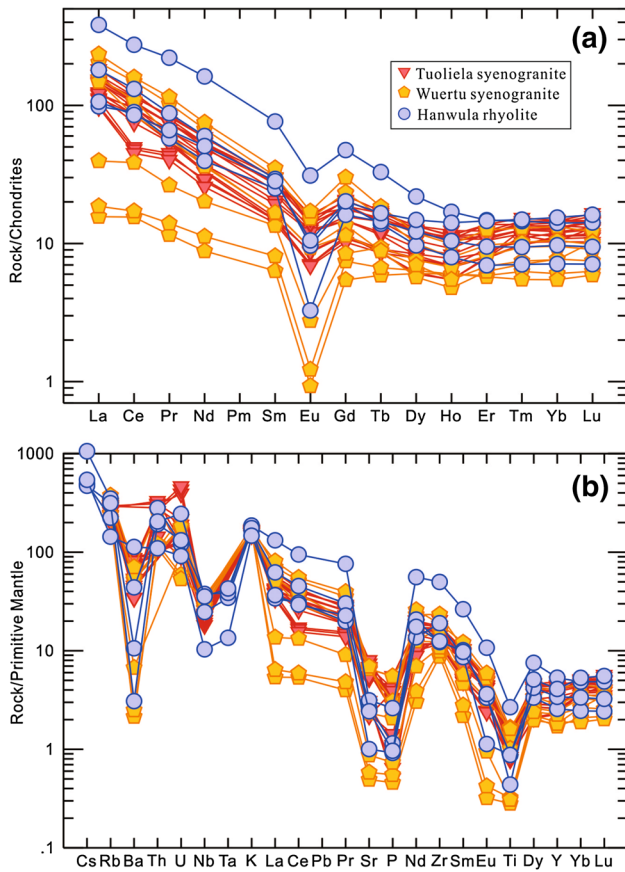 (a)
Tuoliela syenogranite
Wuertu syenogranite
Hanwula rhyolite
100
10
1
Rock/Chondrites
La Ce Pr Nd Pm Sm Eu Gd Tb Dy Ho Er Tm Yb Lu
(b)
1000
100
10
1
.1
Rock/Primitive Mantle
Cs Rb Ba Th U Nb Ta K La Ce Pb Pr Sr P Nd Zr Sm Eu Ti Dy Y Yb Lu